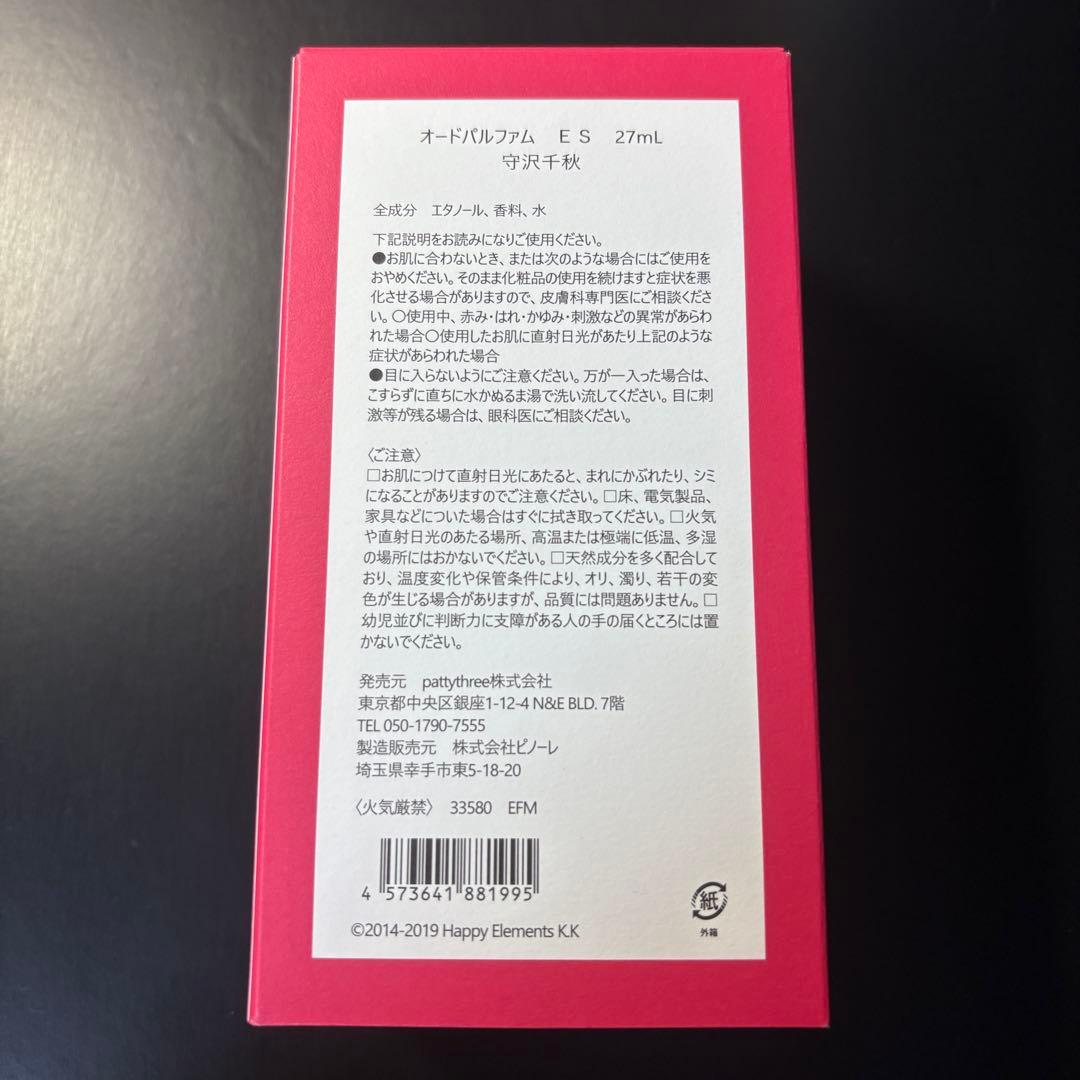 オードパルファム　ＥＳ　27mL
守沢千秋
全成分　エタノール、香料、水
下記説明をお読みになりご使用ください。
●お肌に合わないとき、または次のような場合にはご使用を
おやめください。そのまま化粧品の使用を続けますと症状を悪
化させる場合がありますので、皮膚科専門医にご相談くださ
い。〇使用中、赤み・はれ・かゆみ・刺激などの異常があらわ
れた場合〇使用したお肌に直射日光があたり上記のような
症状があらわれた場合
●目に入らないようにご注意ください。万が一入った場合は、
こすらずに直ちに水かぬるま湯で洗い流してください。目に刺
激等が残る場合は、眼科医にご相談ください。
〈ご注意〉
□お肌につけて直射日光にあたると、まれにかぶれたり、シミ
になることがありますのでご注意ください。□床、電気製品、
家具などについた場合はすぐに拭き取ってください。□火気
や直射日光のあたる場所、高温または極端に低温、多湿
の場所にはおかないでください。□天然成分を多く配合して
おり、温度変化や保管条件により、オリ、濁り、若干の変
色が生じる場合がありますが、品質には問題ありません。□
幼児並びに判断力に支障がある人の手の届くところには置
かないでください。
発売元　pattythree株式会社
東京都中央区銀座1-12-4 N&E BLD. 7階
TEL 050-1790-7555
製造販売元　株式会社ピノーレ
埼玉県幸手市東5-18-20
〈火気厳禁〉　33580　EFM
4 573641 881995
紙
外箱
©2014-2019 Happy Elements K.K